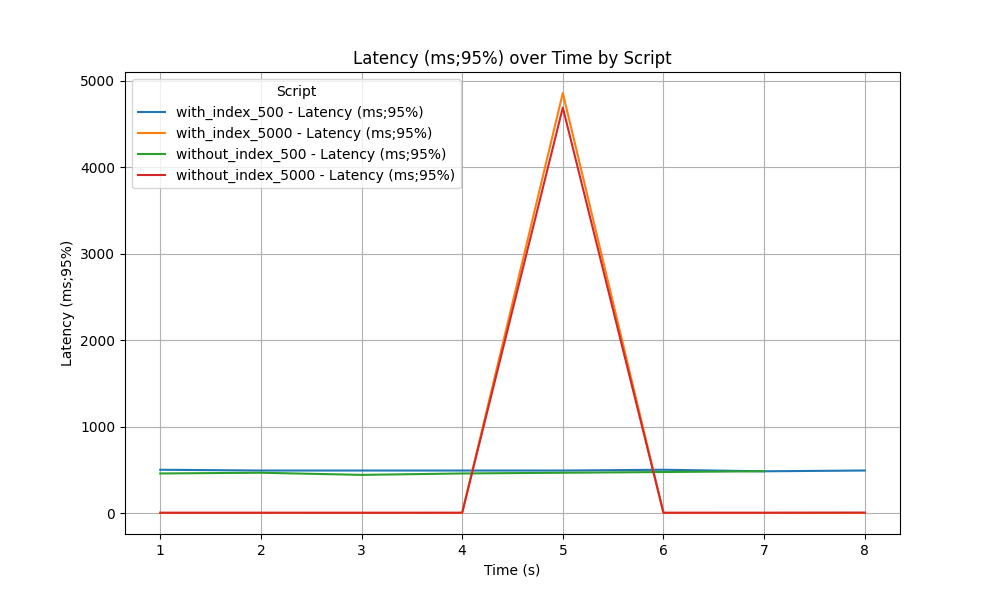 Latency (ms;95%) over Time by Script
5000
4000
3000
2000
1000
0
Latency (ms;95%)
Script
with_index_500 - Latency (ms;95%)
with_index_5000 - Latency (ms;95%)
without_index_500 - Latency (ms;95%)
without_index_5000 - Latency (ms;95%)
1 2 3 4 5 6 7 8
Time (s)